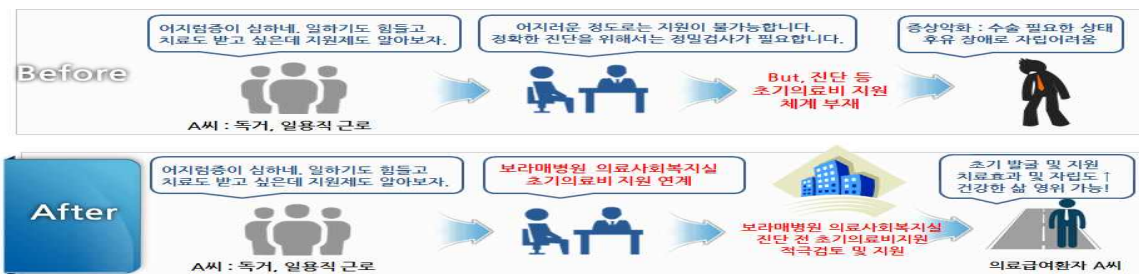 어지럼증이 심하네. 일하기도 힘들고
치료도 받고 싶은데 지원제도 알아보자.
어지러운 정도로는 지원이 불가능합니다.
정확한 진단을 위해서는 정밀검사가 필요합니다.
증상악화 : 수술 필요한 상태
후유 장애로 자립어려움
Before
But, 진단 등
초기의료비 지원
체계 부재
A씨 : 독거, 일용직 근로
어지럼증이 심하네. 일하기도 힘들고
치료도 받고 싶은데 지원제도 알아보자.
보라매병원 의료사회복지실
초기의료비 지원 연계
초기 발굴 및 지원
치료효과 및 자립도 ↑
건강한 삶 영위 가능!
After
보라매병원 의료사회복지실
진단 전 초기의료비지원
적극검토 및 지원
A씨 : 독거, 일용직 근로
의료급여환자 A씨